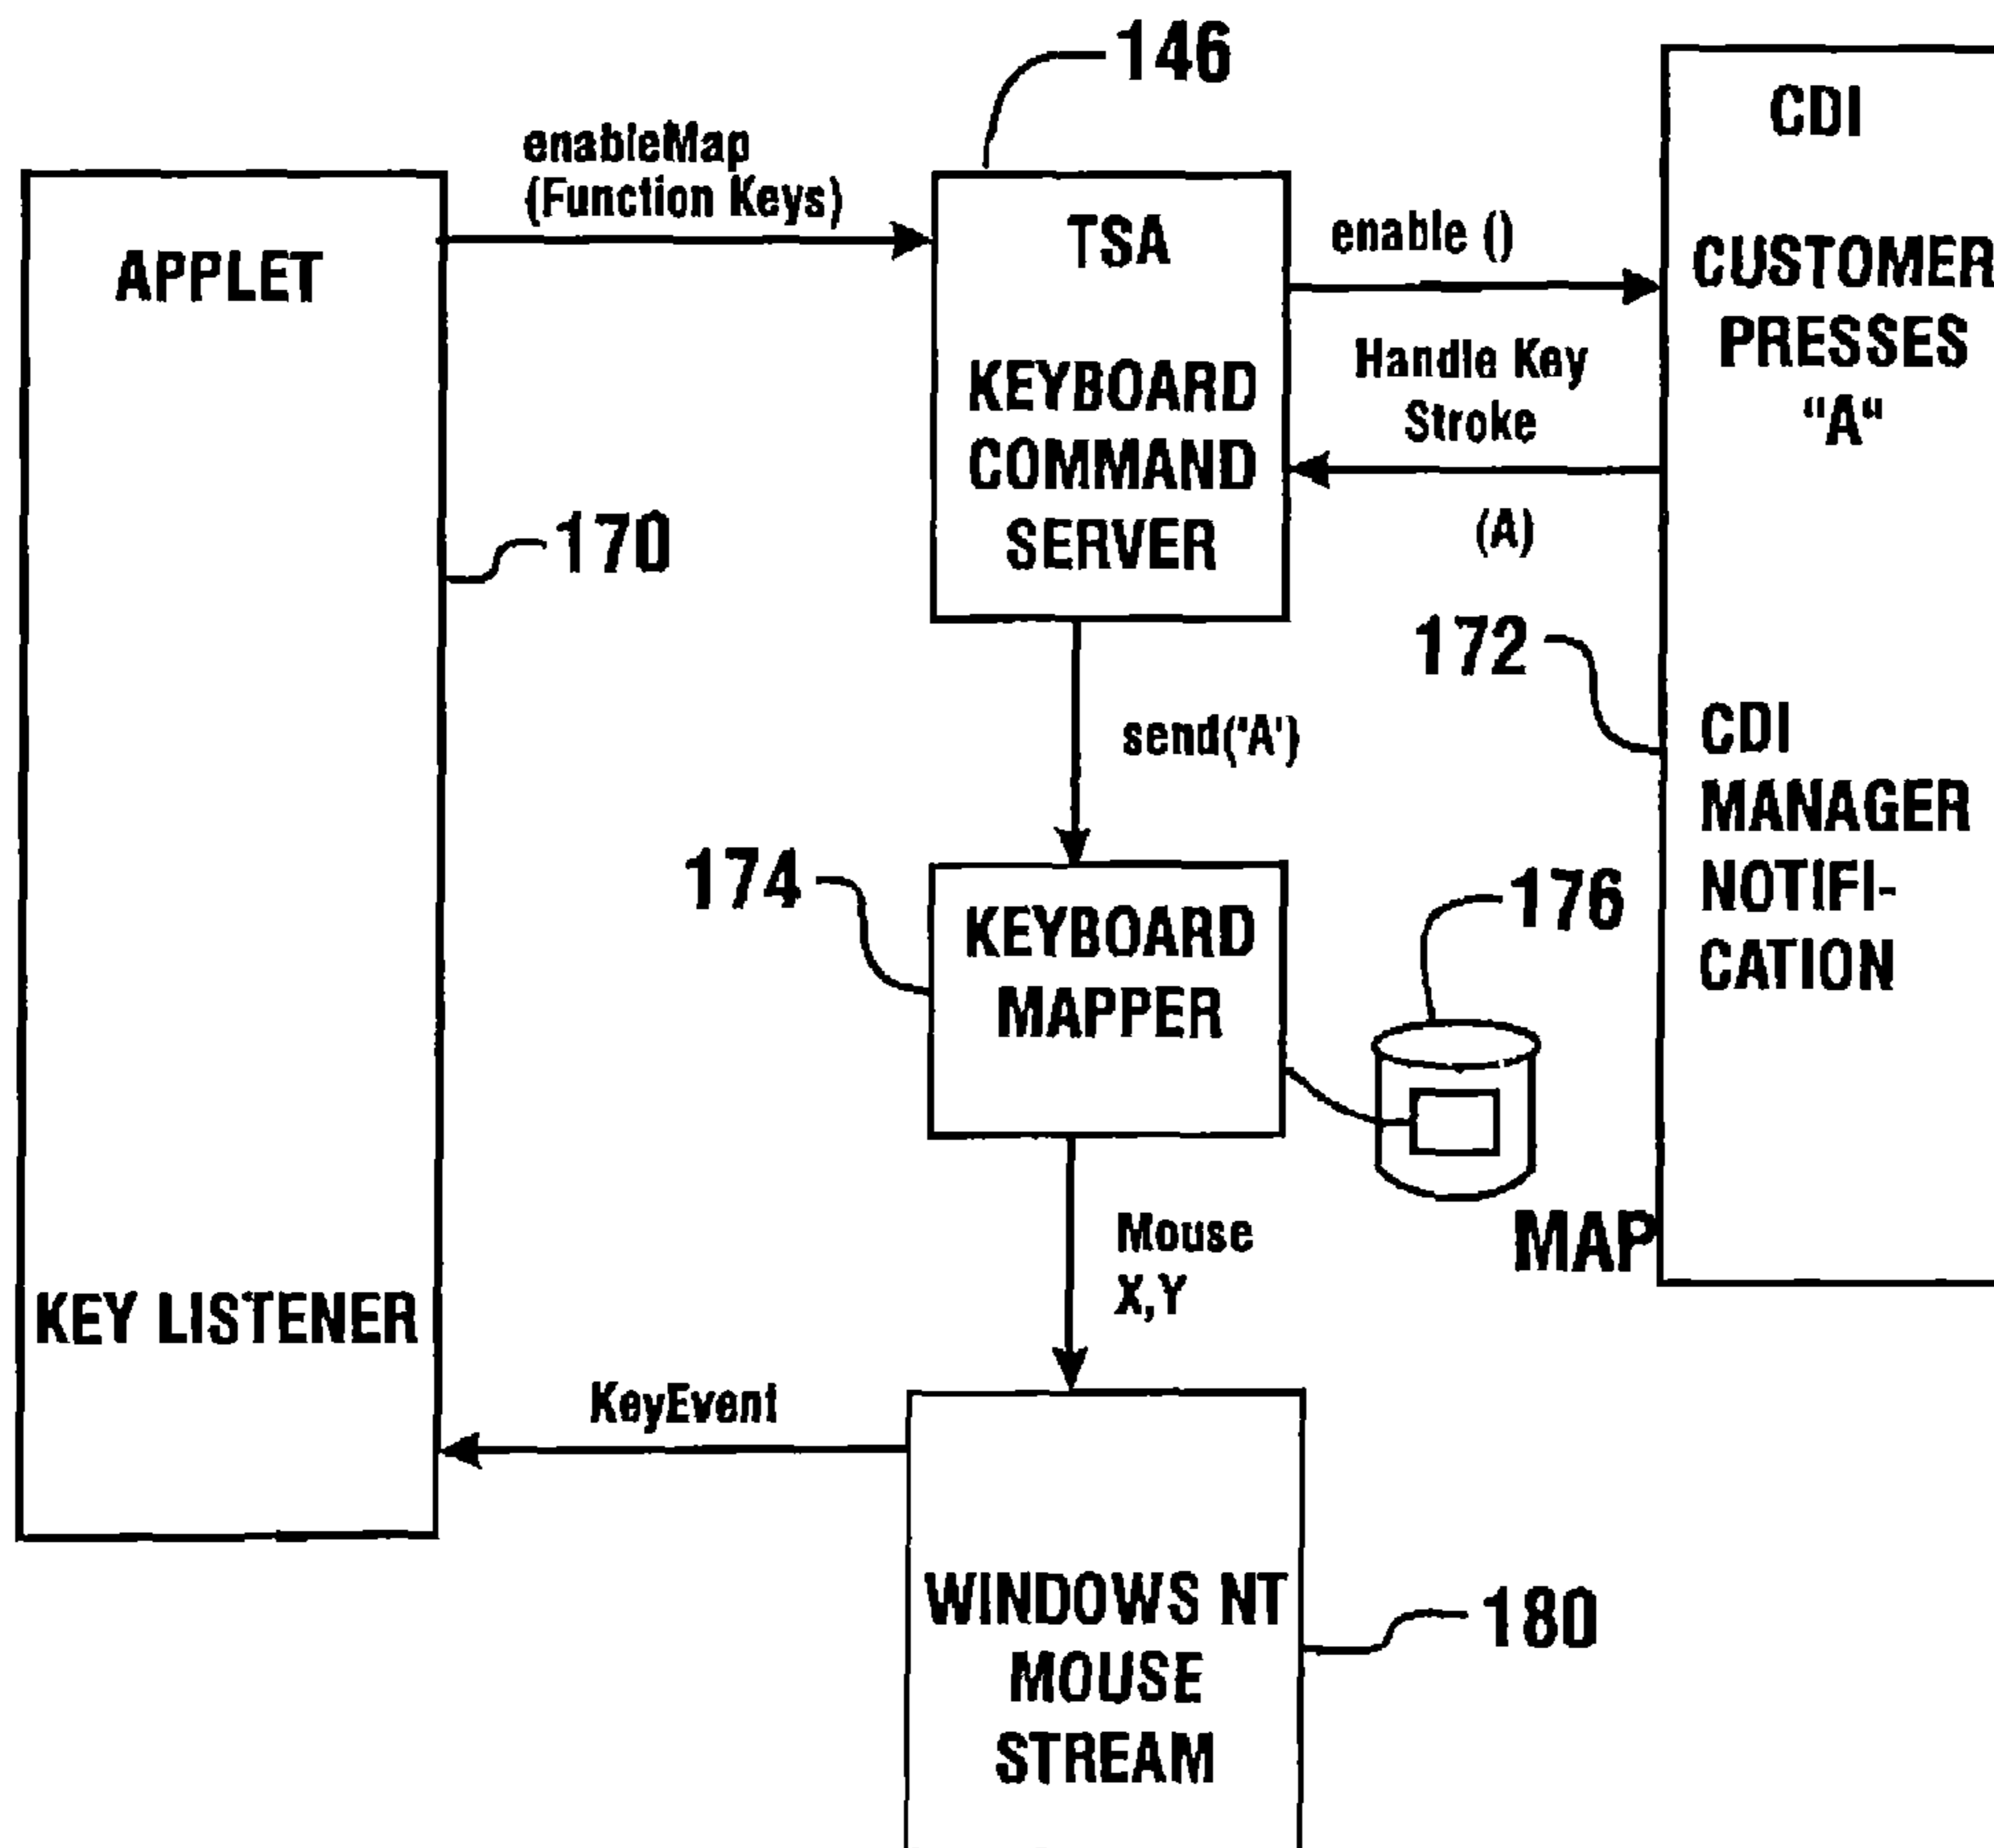 146
CDI
enableMap
(Function Keys)
APPLET
TSA
enable ()
CUSTOMER
PRESSES
"A"
Handle Key
Stroke
KEYBOARD
COMMAND
SERVER
(A)
170
172
send('A')
CDI
MANAGER
NOTIFI-
CATION
174
KEYBOARD
MAPPER
176
Mouse
X,Y
MAP
KEY LISTENER
KeyEvent
WINDOWS NT
MOUSE
STREAM
180